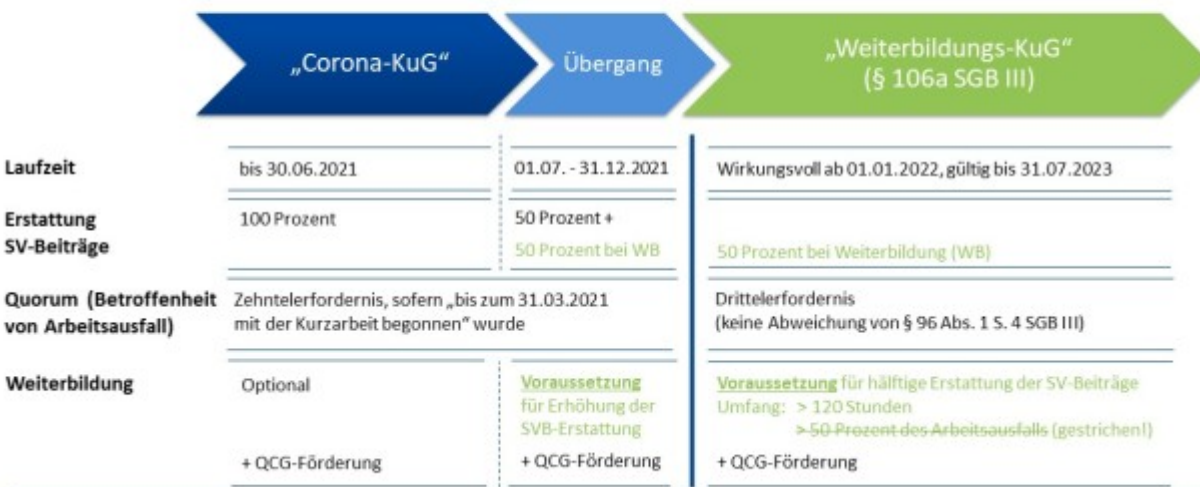 „Corona-KuG“
Übergang
„Weiterbildungs-KuG“
(§ 106a SGB III)
Laufzeit
bis 30.06.2021
01.07. - 31.12.2021
Wirkungsvoll ab 01.01.2022, gültig bis 31.07.2023
Erstattung
SV-Beiträge
100 Prozent
50 Prozent +
50 Prozent bei WB
50 Prozent bei Weiterbildung (WB)
Quorum (Betroffenheit
von Arbeitsausfall)
Zehntelerfordernis, sofern „bis zum 31.03.2021
mit der Kurzarbeit begonnen“ wurde
Drittelerfordernis
(keine Abweichung von § 96 Abs. 1 S. 4 SGB III)
Weiterbildung
Optional
+ QCG-Förderung
Voraussetzung
für Erhöhung der
SVB-Erstattung
+ QCG-Förderung
Voraussetzung für hälftige Erstattung der SV-Beiträge
Umfang: > 120 Stunden
> 50 Prozent des Arbeitsausfalls (gestrichen!)
+ QCG-Förderung